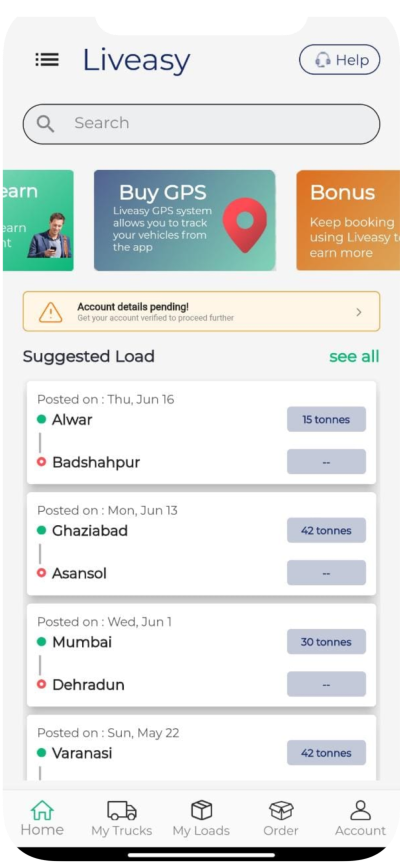 Liveasy
Help
Search
earn
earn
nt
Buy GPS
Liveasy GPS system
allows you to track
your vehicles from
the app
Bonus
Keep booking
using Liveasy t
earn more
Account details pending!
Get your account verified to proceed further
Suggested Load see all
Posted on : Thu, Jun 16
Alwar 15 tonnes
Badshahpur --
Posted on : Mon, Jun 13
Ghaziabad 42 tonnes
Asansol --
Posted on : Wed, Jun 1
Mumbai 30 tonnes
Dehradun --
Posted on : Sun, May 22
Varanasi 42 tonnes
Home My Trucks My Loads Order Account